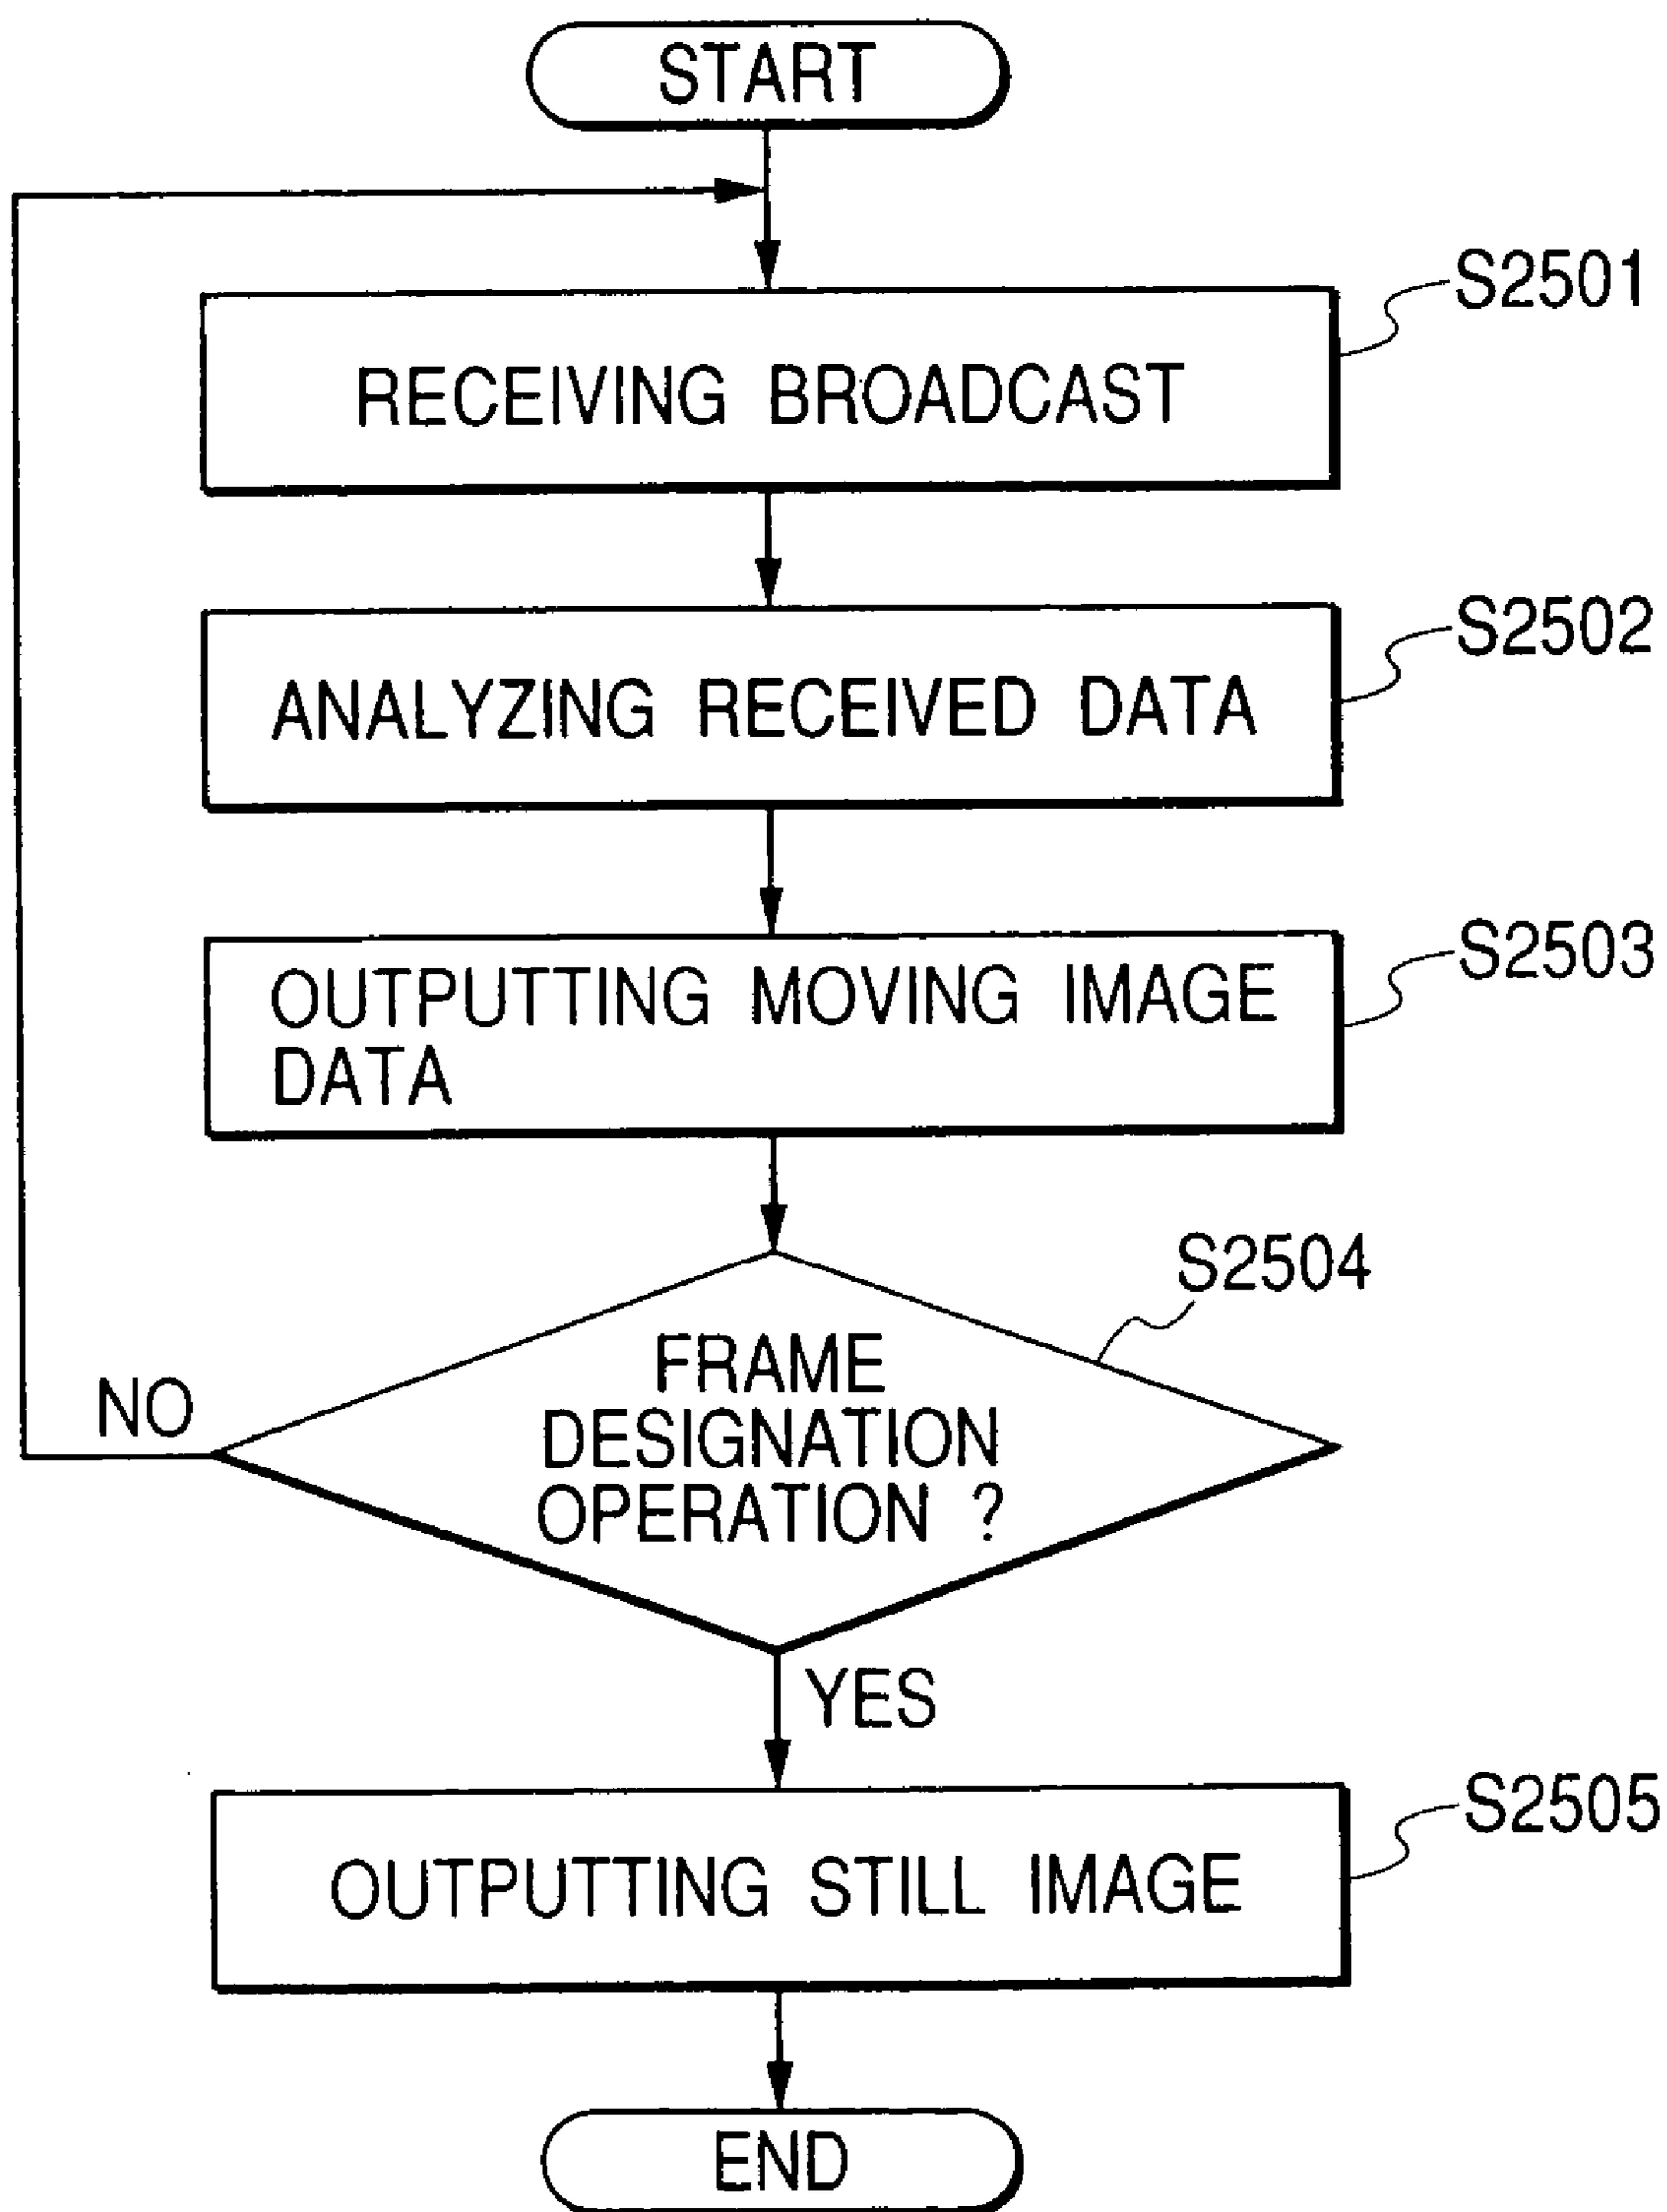 START
S2501
RECEIVING BROADCAST
S2502
ANALYZING RECEIVED DATA
S2503
OUTPUTTING MOVING IMAGE
DATA
S2504
NO
FRAME
DESIGNATION
OPERATION ?
YES
S2505
OUTPUTTING STILL IMAGE
END